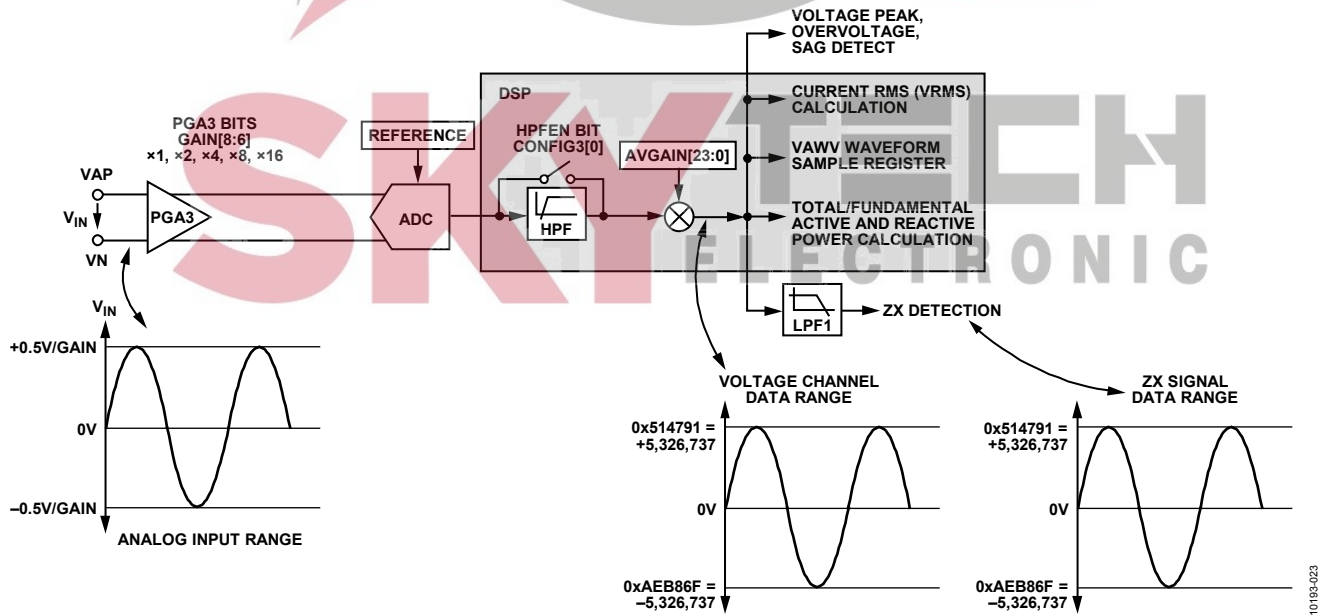 VOLTAGE PEAK,
OVERVOLTAGE,
SAG DETECT
DSP
CURRENT RMS (VRMS)
CALCULATION
PGA3 BITS
GAIN[8:6]
×1, ×2, ×4, ×8, ×16
REFERENCE
HPFEN BIT
CONFIG3[0]
AVGAIN[23:0]
VAWV WAVEFORM
SAMPLE REGISTER
VAP
VIN
PGA3
ADC
HPF
TOTAL/FUNDAMENTAL
ACTIVE AND REACTIVE
POWER CALCULATION
VN
SKYTECH
ELECTRONIC
LPF1
ZX DETECTION
VIN
+0.5V/GAIN
0V
–0.5V/GAIN
ANALOG INPUT RANGE
VOLTAGE CHANNEL
DATA RANGE
0x514791 =
+5,326,737
0V
0xAEB86F =
–5,326,737
ZX SIGNAL
DATA RANGE
0x514791 =
+5,326,737
0V
0xAEB86F =
–5,326,737
10193-023